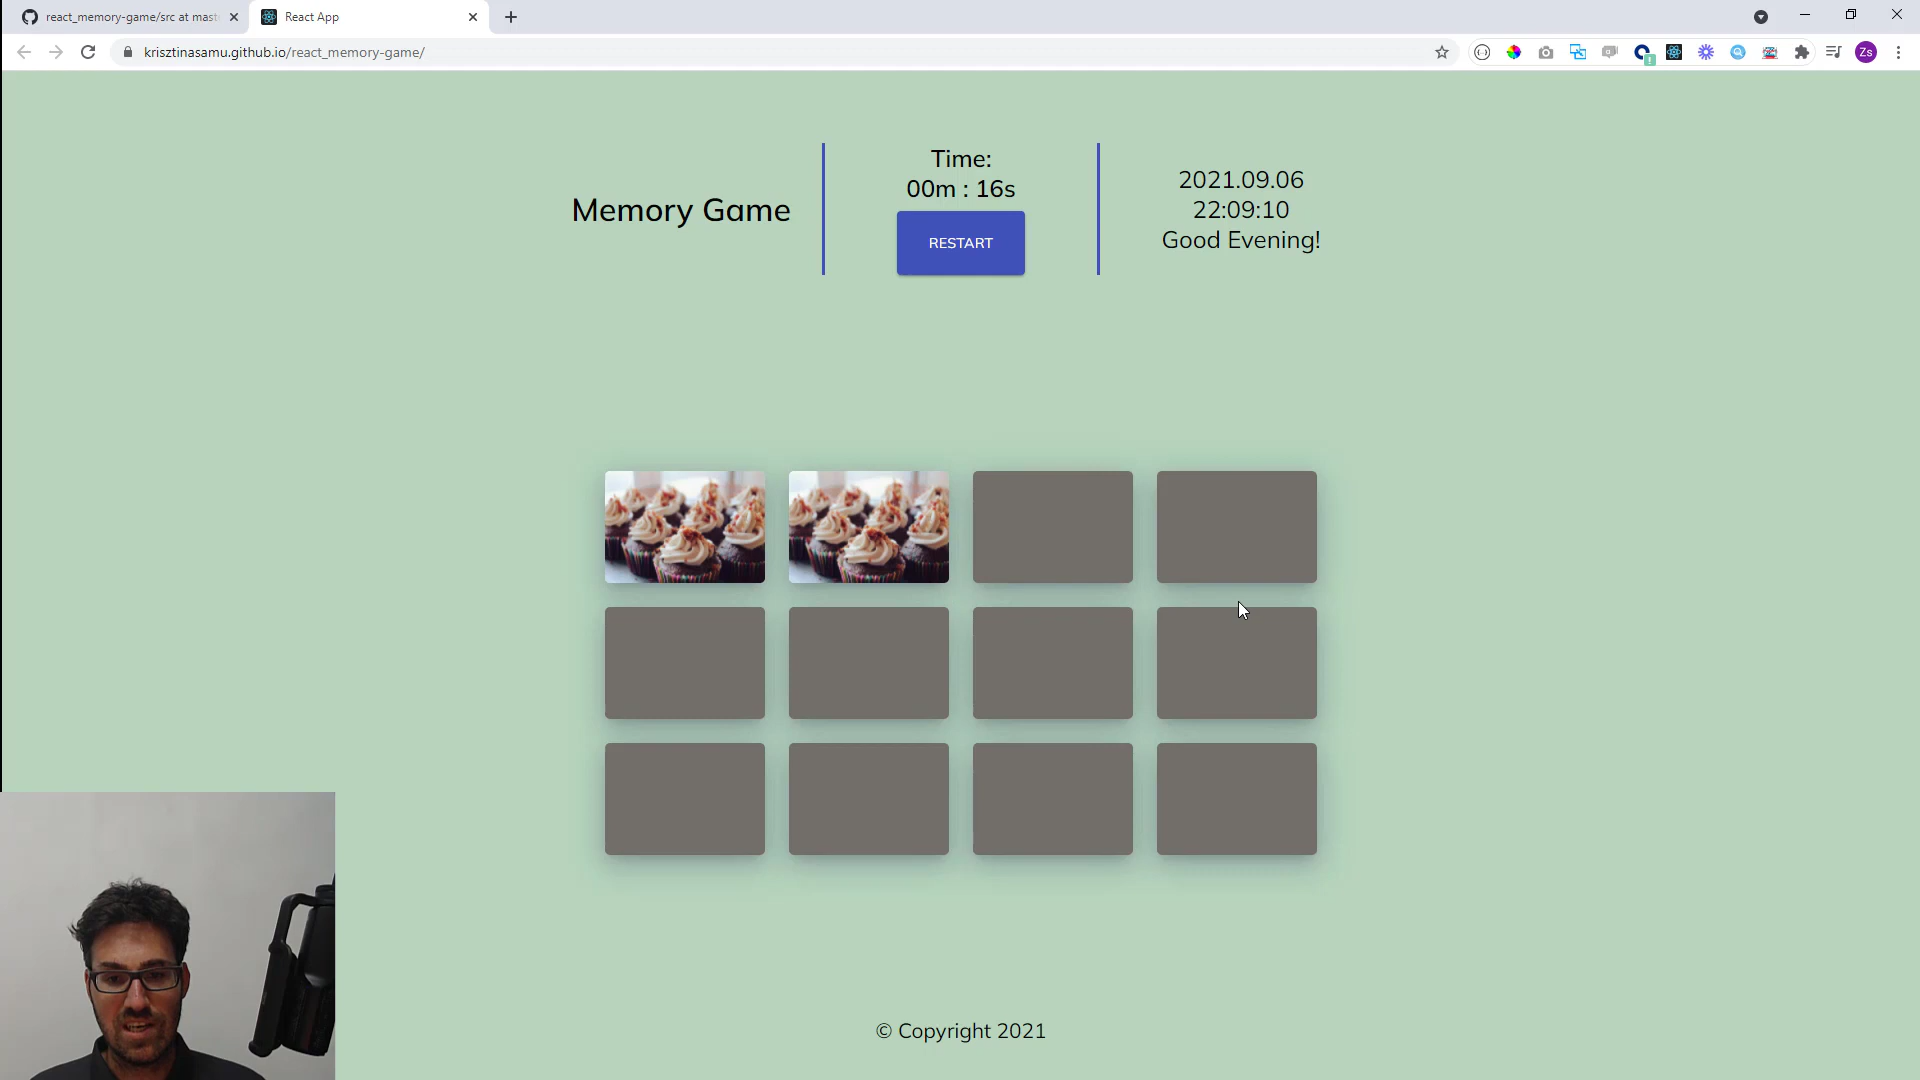 react_memory-game/src at mast
React App
krisztinasamu.github.io/react_memory-game/
Zs
Memory Game
Time:
00m : 16s
RESTART
2021.09.06
22:09:10
Good Evening!
© Copyright 2021